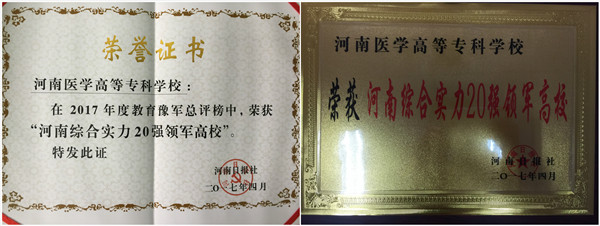 荣誉证书
河南医学高等专科学校：
在2017年度教育豫军总评榜中，荣获
“河南综合实力20强领军高校”。
特发此证
河南日报社
二〇一七年四月
河南医学高等专科学校
荣获 河南综合实力20强领军高校
河南日报社
二〇一七年四月